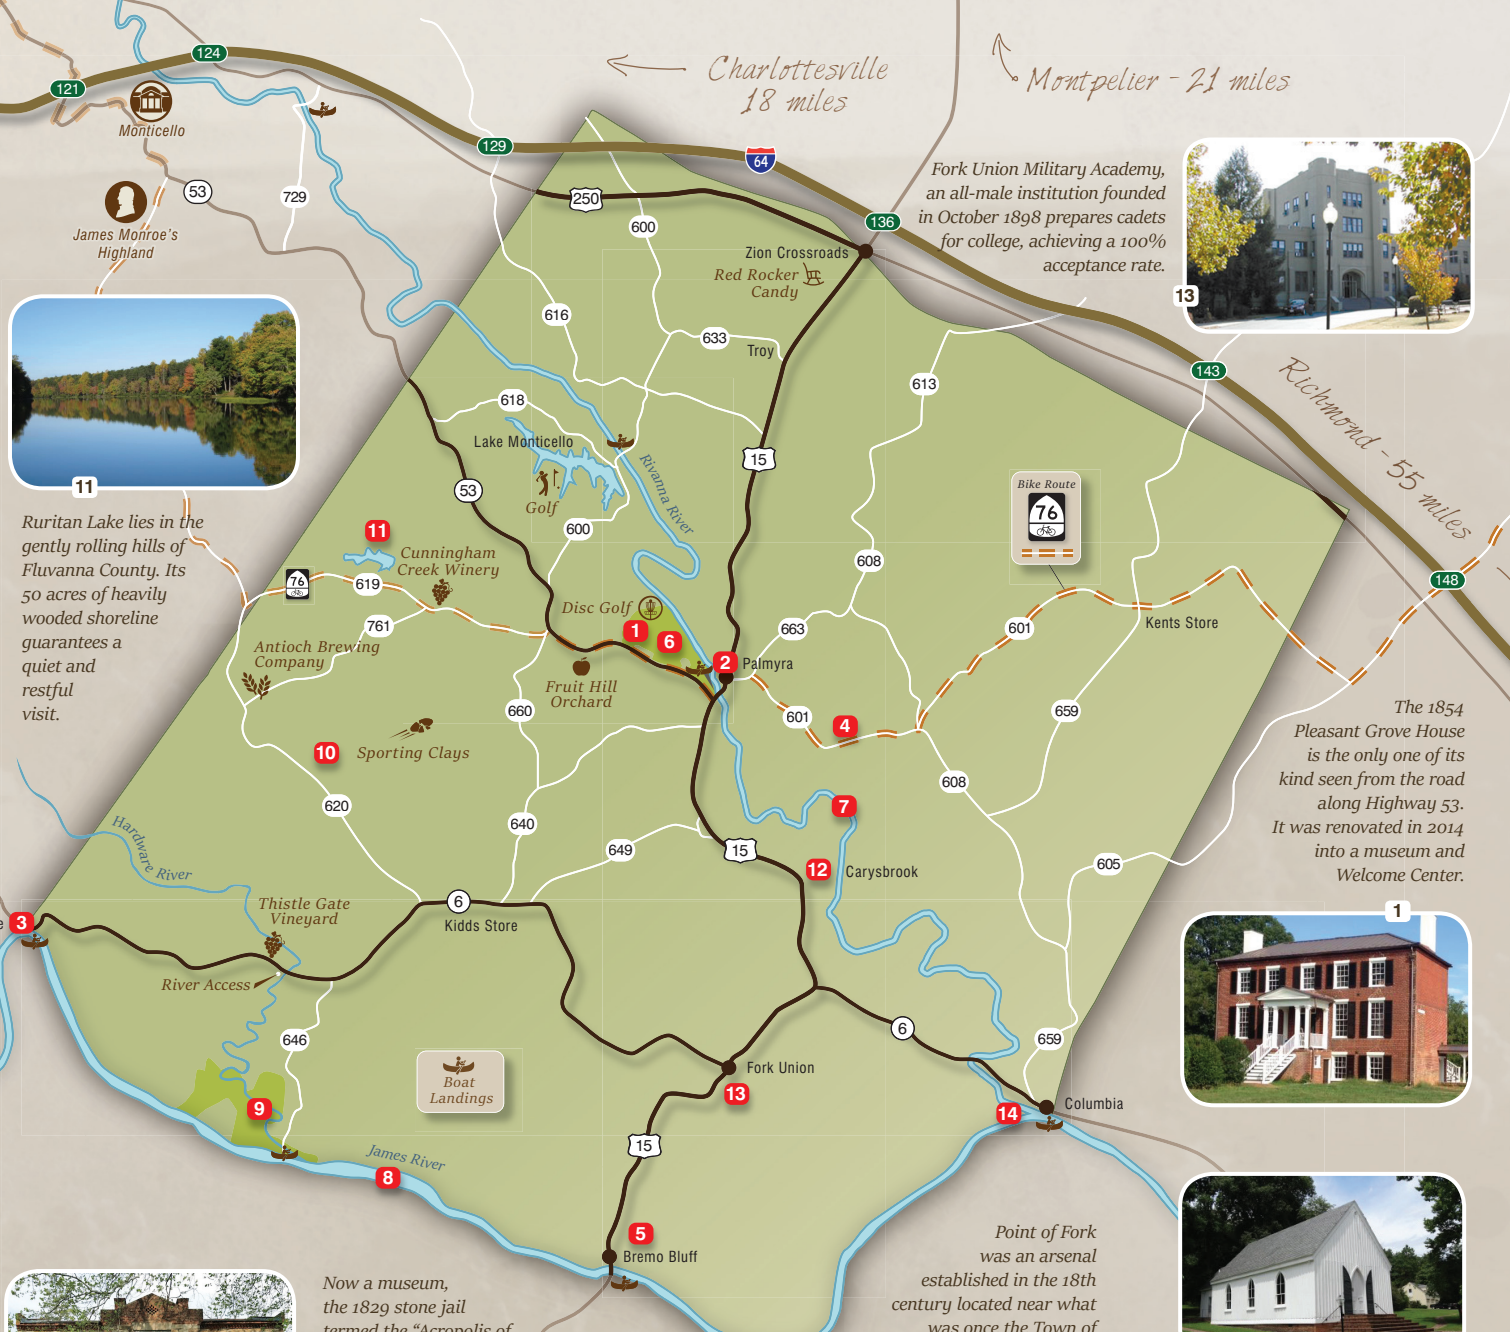 Charlottesville
18 miles
Montpelier - 21 miles
124
121
Monticello
129
64
53
729
James Monroe's
Highland
250
600
136
Zion Crossroads
Red Rocker
Candy
Fork Union Military Academy,
an all-male institution founded
in October 1898 prepares cadets
for college, achieving a 100%
acceptance rate.
13
616
633
Troy
143
613
Richmond - 55 miles
618
Lake Monticello
Rivanna River
15
53
Golf
600
11
Ruritan Lake lies in the
gently rolling hills of
Fluvanna County. Its
50 acres of heavily
wooded shoreline
guarantees a
quiet and
restful
visit.
11
Cunningham
Creek Winery
76
619
761
Antioch Brewing
Company
Disc Golf
1
6
2
Palmyra
Fruit Hill
Orchard
608
Bike Route
76
148
663
601
Kents Store
660
601
4
659
10
Sporting Clays
620
640
649
15
7
608
12
Carysbrook
605
The 1854
Pleasant Grove House
is the only one of its
kind seen from the road
along Highway 53.
It was renovated in 2014
into a museum and
Welcome Center.
1
Hardware River
Thistle Gate
Vineyard
6
Kidds Store
e
3
River Access
646
6
659
Boat
Landings
Fork Union
13
9
14
Columbia
15
James River
8
5
Bremo Bluff
Now a museum,
the 1829 stone jail
termed the "Acropolis of
Point of Fork
was an arsenal
established in the 18th
century located near what
was once the Town of